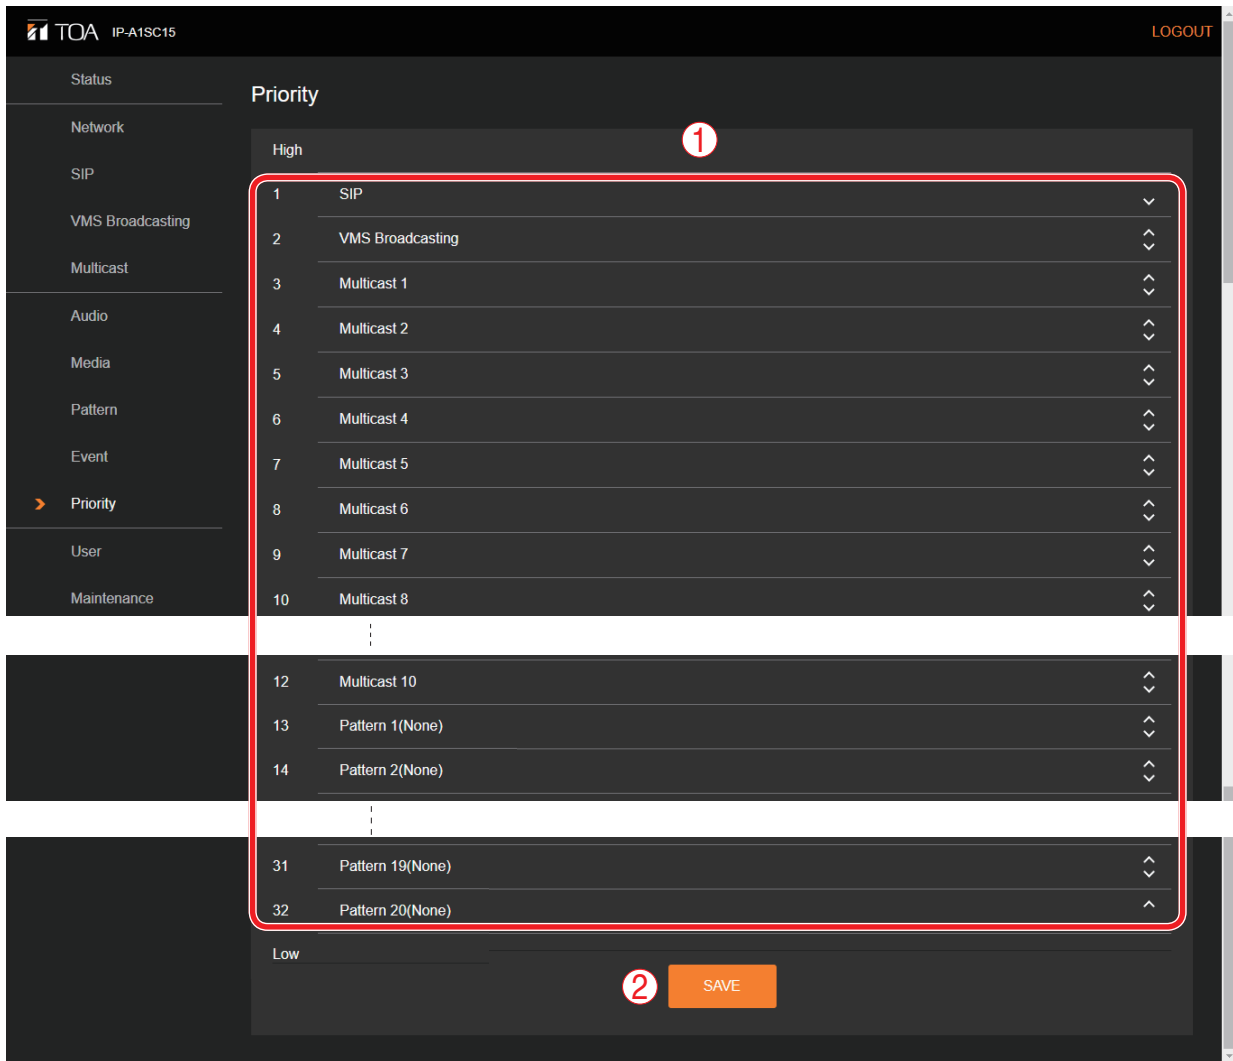 TOA IP-A1SC15
LOGOUT
Status
Network
SIP
VMS Broadcasting
Multicast
Audio
Media
Pattern
Event
Priority
User
Maintenance
Priority
1
High
1 SIP
2 VMS Broadcasting
3 Multicast 1
4 Multicast 2
5 Multicast 3
6 Multicast 4
7 Multicast 5
8 Multicast 6
9 Multicast 7
10 Multicast 8
12 Multicast 10
13 Pattern 1(None)
14 Pattern 2(None)
31 Pattern 19(None)
32 Pattern 20(None)
Low
2 SAVE